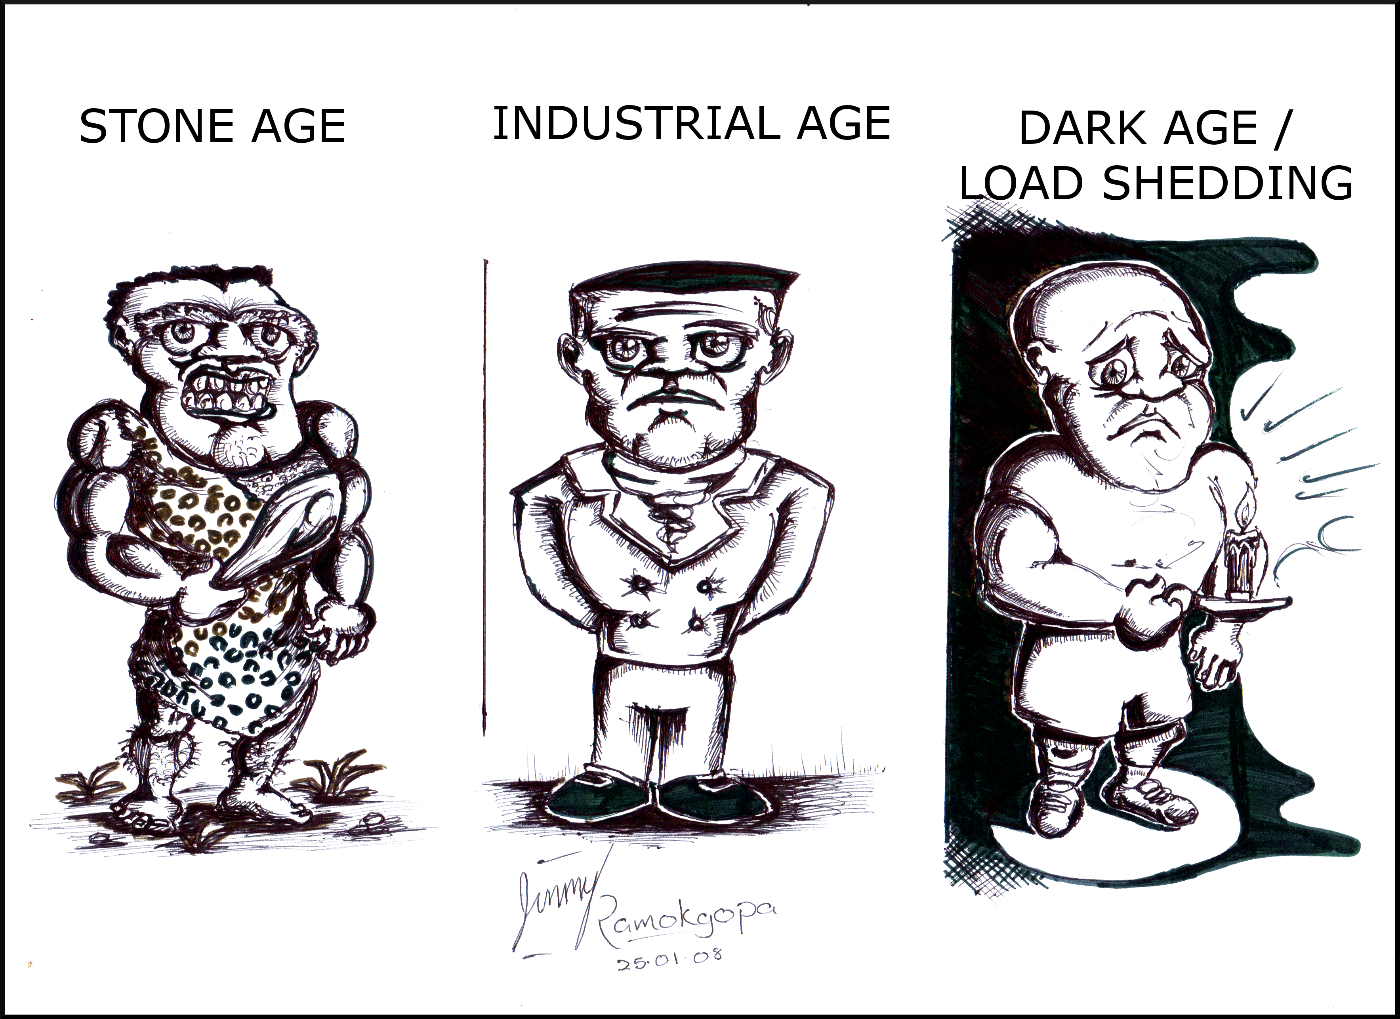 STONE AGE
INDUSTRIAL AGE
DARK AGE /
LOAD SHEDDING
Jimmy
Ramokgopa
25.01.08